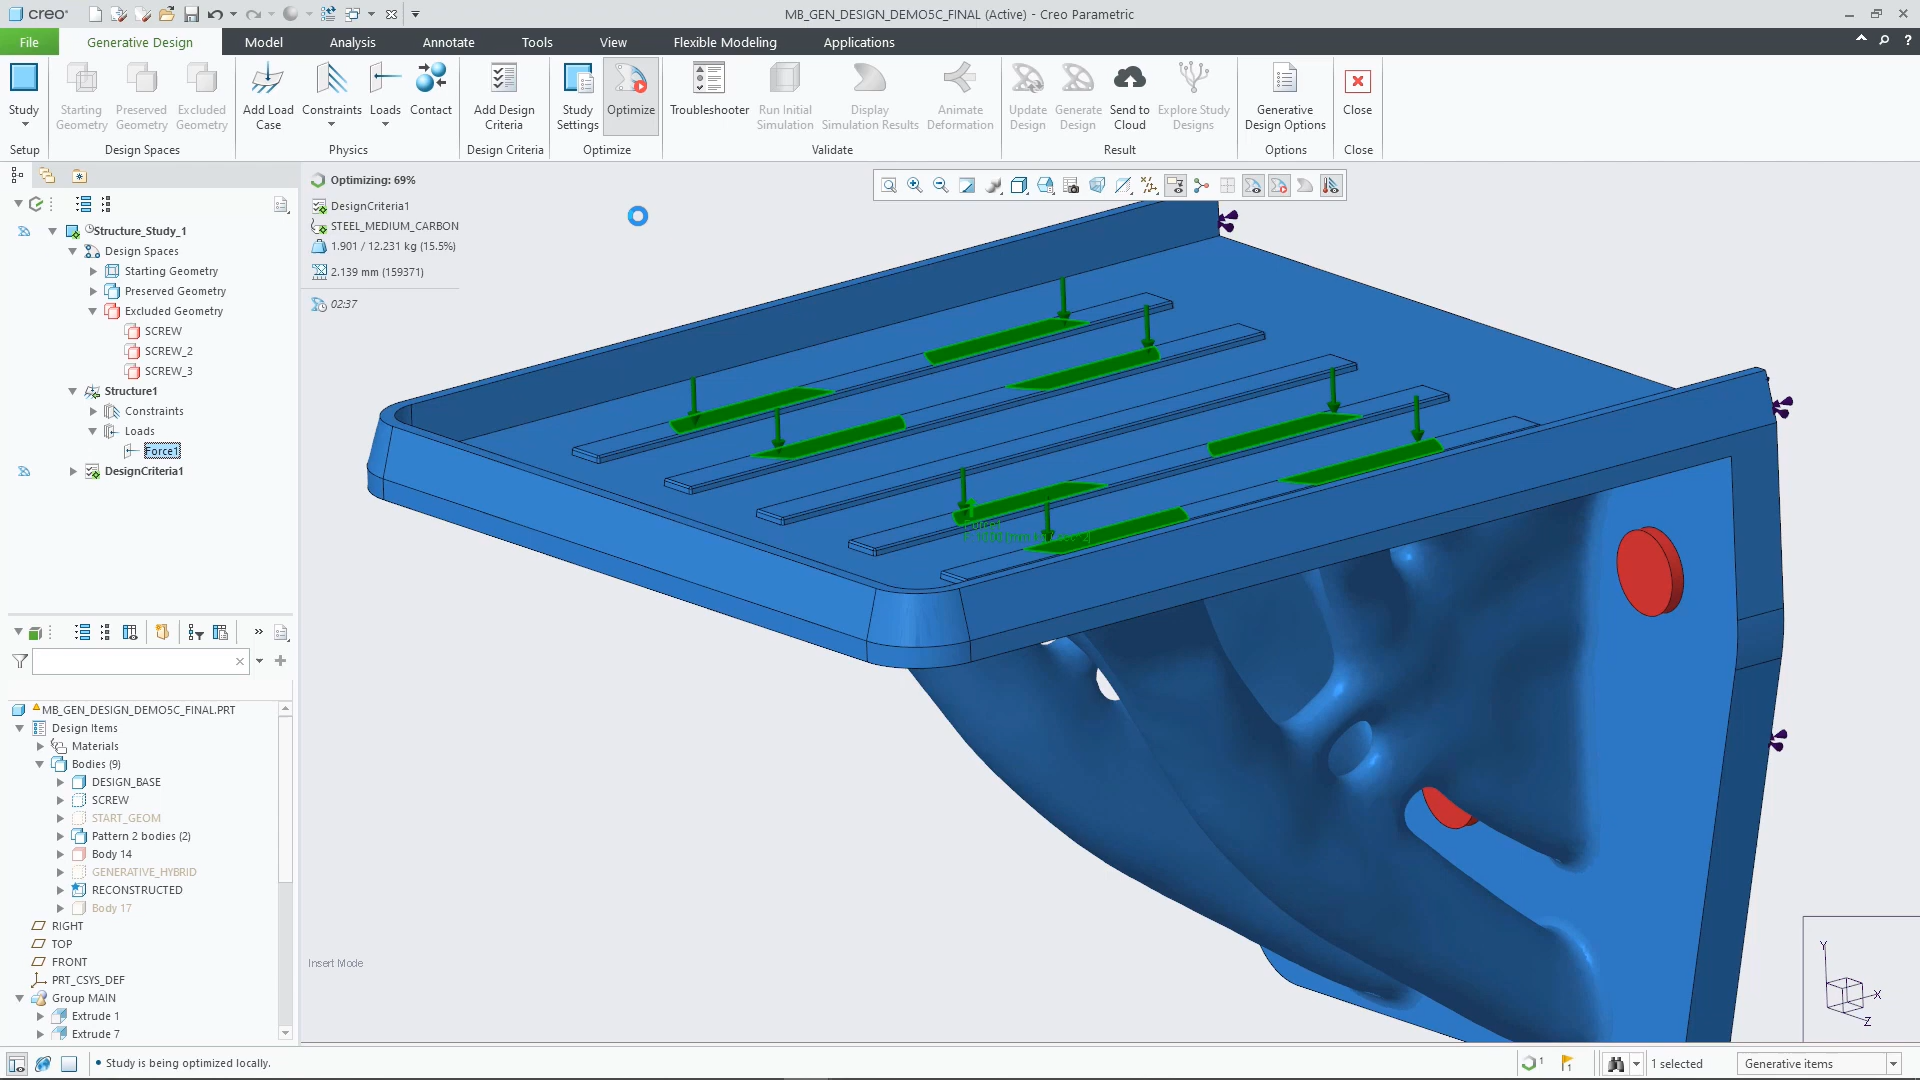 creo®
MB_GEN_DESIGN_DEMO5C_FINAL (Active) - Creo Parametric
File
Generative Design
Model
Analysis
Annotate
Tools
View
Flexible Modeling
Applications
Study
Starting Geometry
Preserved Geometry
Excluded Geometry
Add Load Case
Constraints
Loads
Contact
Add Design Criteria
Study Settings
Optimize
Troubleshooter
Run Initial Simulation
Display Simulation Results
Animate Deformation
Update Design
Generate Design
Send to Cloud
Explore Study Designs
Generative Design Options
Close
Setup
Design Spaces
Physics
Design Criteria
Optimize
Validate
Result
Options
Close
Optimizing: 69%
DesignCriteria1
STEEL_MEDIUM_CARBON
1.901 / 12.231 kg (15.5%)
2.139 mm (159371)
02:37
Structure_Study_1
Design Spaces
Starting Geometry
Preserved Geometry
Excluded Geometry
SCREW
SCREW_2
SCREW_3
Structure1
Constraints
Loads
Force1
DesignCriteria1
MB_GEN_DESIGN_DEMO5C_FINAL.PRT
Design Items
Materials
Bodies (9)
DESIGN_BASE
SCREW
START_GEOM
Pattern 2 bodies (2)
Body 14
GENERATIVE_HYBRID
RECONSTRUCTED
Body 17
RIGHT
TOP
FRONT
PRT_CSYS_DEF
Group MAIN
Extrude 1
Extrude 7
Insert Mode
Y
X
Z
Study is being optimized locally.
1
1
1 selected
Generative items